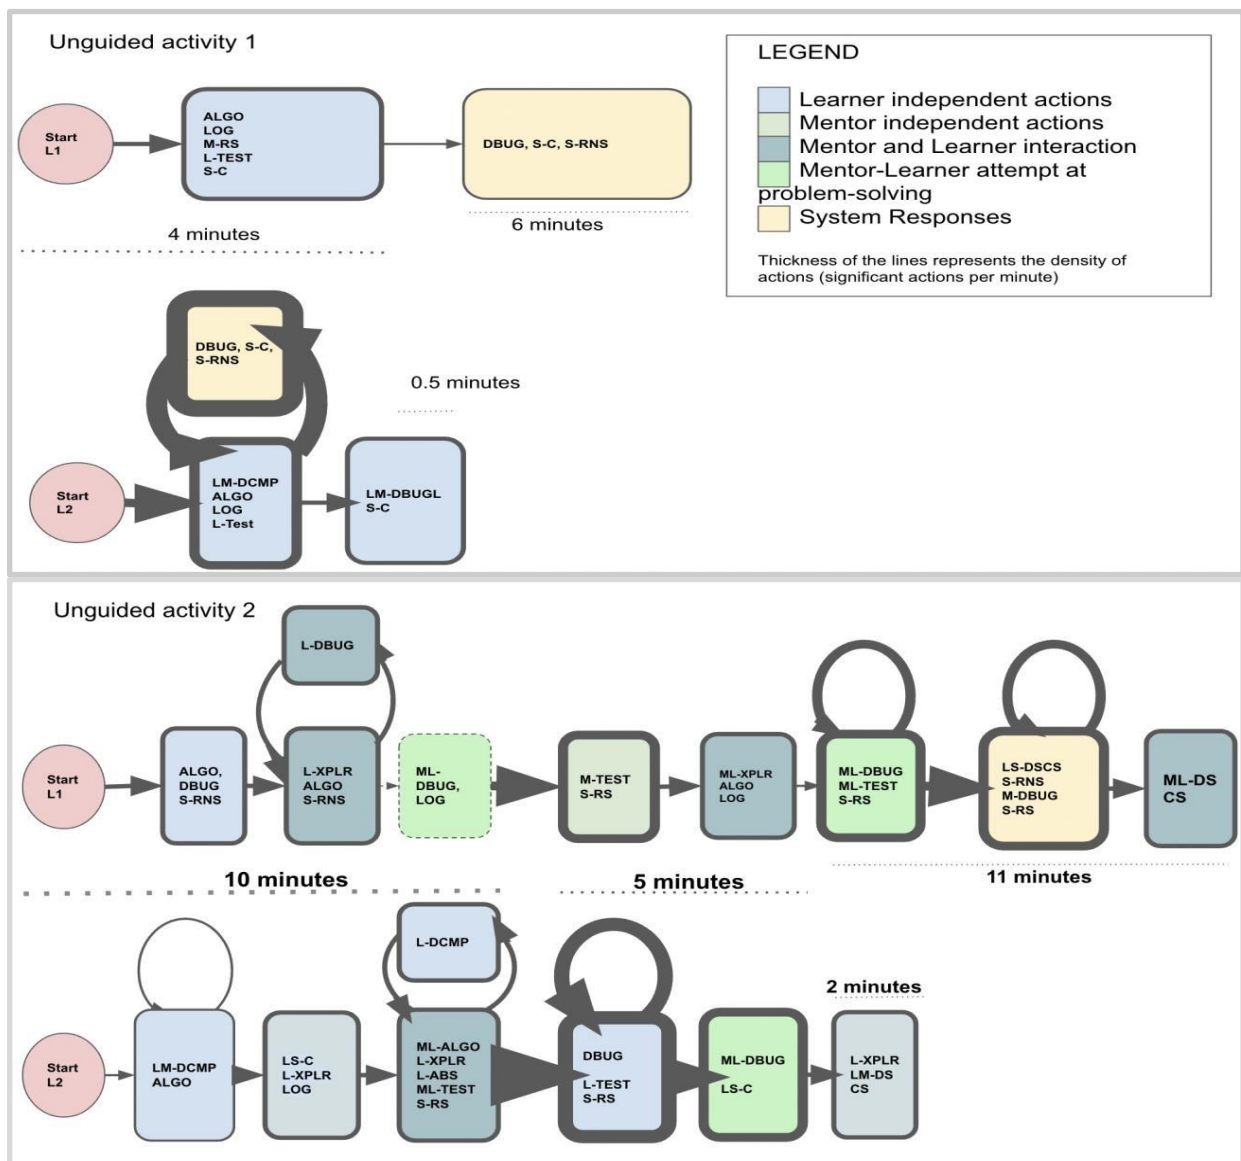 Unguided activity 1
Start
L1
ALGO
LOG
M-RS
L-TEST
S-C
DBUG, S-C, S-RNS
4 minutes
6 minutes
LEGEND
Learner independent actions
Mentor independent actions
Mentor and Learner interaction
Mentor-Learner attempt at
problem-solving
System Responses
Thickness of the lines represents the density of
actions (significant actions per minute)
DBUG, S-C,
S-RNS
0.5 minutes
Start
L2
LM-DCMP
ALGO
LOG
L-Test
LM-DBUGL
S-C
Unguided activity 2
L-DBUG
Start
L1
ALGO,
DBUG
S-RNS
L-XPLR
ALGO
S-RNS
ML-
DBUG,
LOG
M-TEST
S-RS
ML-XPLR
ALGO
LOG
ML-DBUG
ML-TEST
S-RS
LS-DSCS
S-RNS
M-DBUG
S-RS
ML-DS
CS
10 minutes
5 minutes
11 minutes
L-DCMP
Start
L2
LM-DCMP
ALGO
LS-C
L-XPLR
LOG
ML-ALGO
L-XPLR
L-ABS
ML-TEST
S-RS
DBUG
L-TEST
S-RS
ML-DBUG
LS-C
2 minutes
L-XPLR
LM-DS
CS